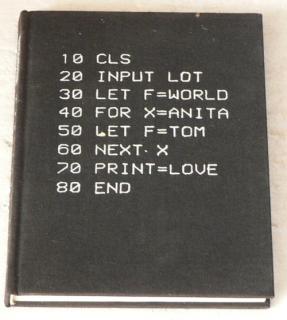 10 CLS
20 INPUT LOT
30 LET F=WORLD
40 FOR X=ANITA
50 LET F=TOM
60 NEXT X
70 PRINT=LOVE
80 END